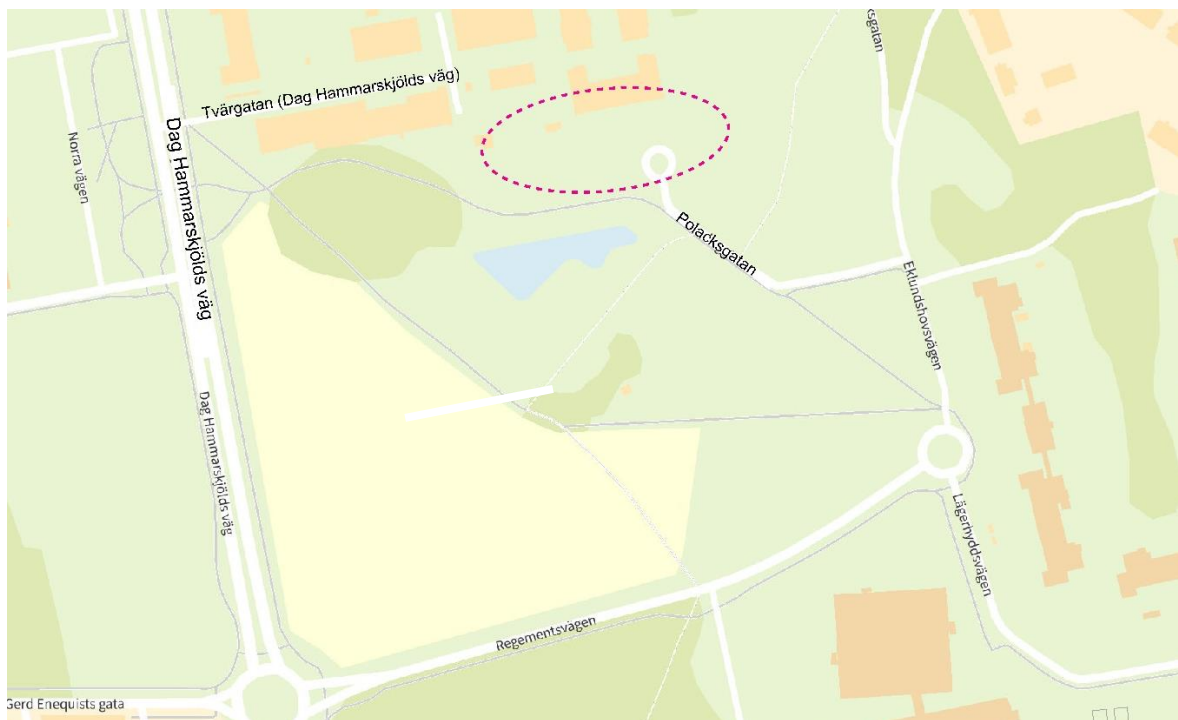 ksgatan
Tvärgatan (Dag Hammarskjölds väg)
Norra vägen
Dag Hammarskjölds väg
Polacksgatan
Eklundshovsvägen
Dag Hammarskjölds väg
Lägerhyddsvägen
Regementsvägen
Gerd Enequists gata